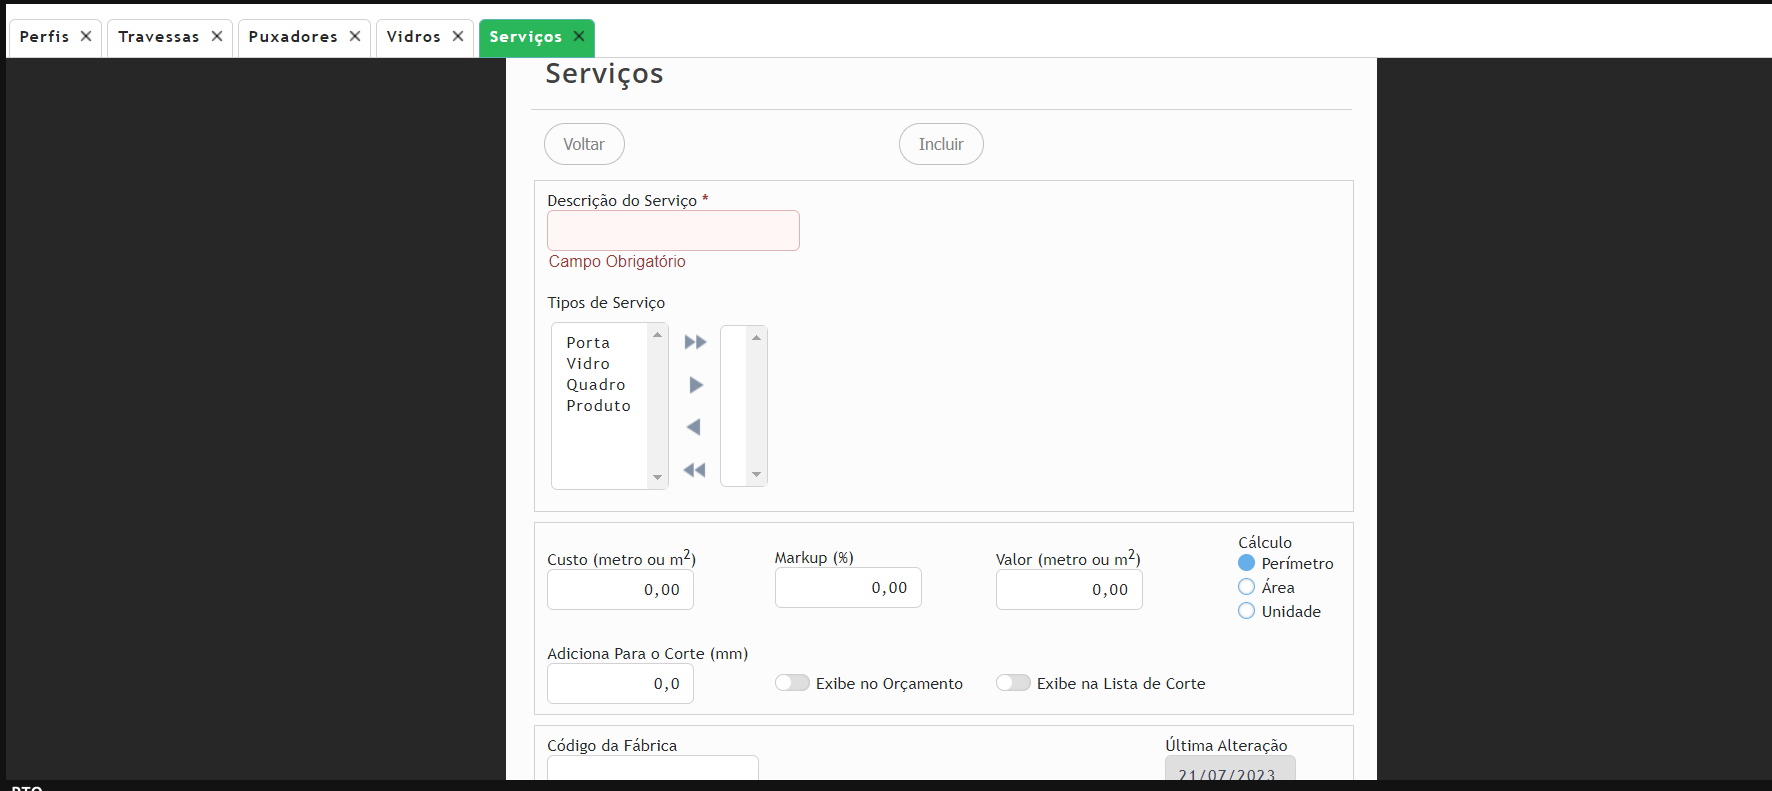 Perfis
Travessas
Puxadores
Vidros
Serviços
Serviços
Voltar
Incluir
Descrição do Serviço *
Campo Obrigatório
Tipos de Serviço
Porta
Vidro
Quadro
Produto
Custo (metro ou m²)
0,00
Markup (%)
0,00
Valor (metro ou m²)
0,00
Cálculo
Perímetro
Área
Unidade
Adiciona Para o Corte (mm)
0,0
Exibe no Orçamento
Exibe na Lista de Corte
Código da Fábrica
Última Alteração
21/07/2023